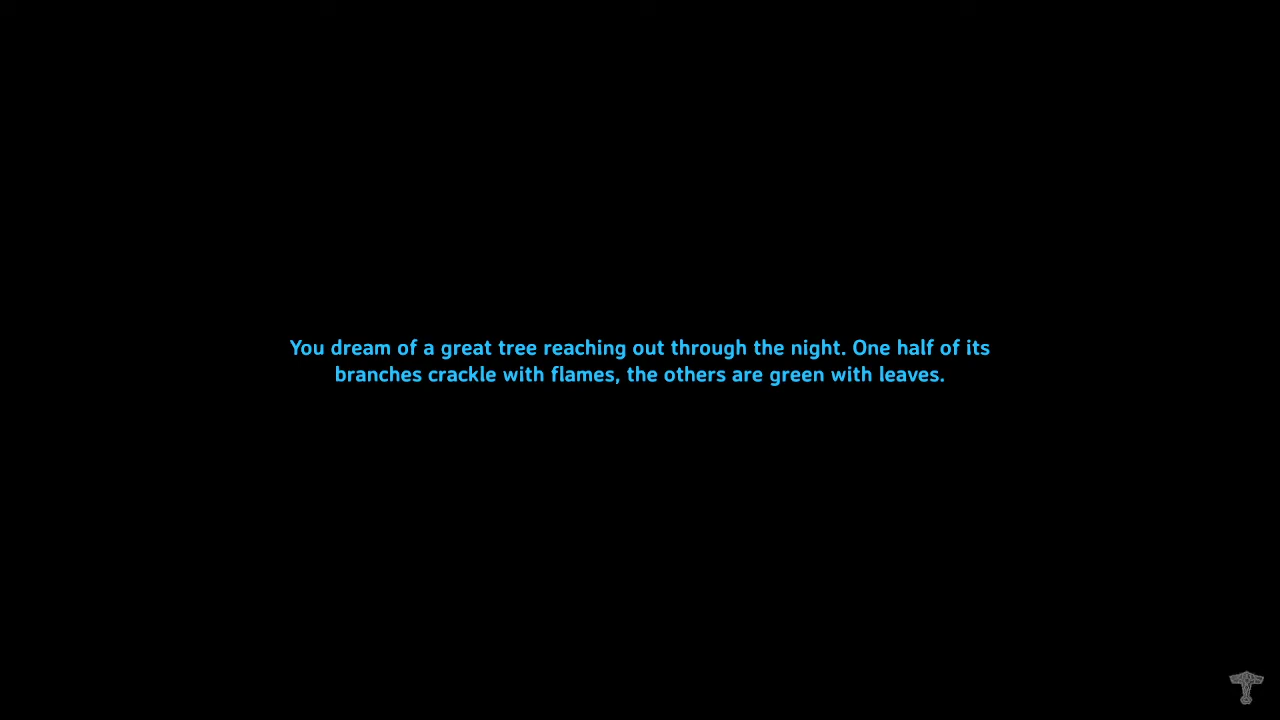 You dream of a great tree reaching out through the night. One half of its
branches crackle with flames, the others are green with leaves.